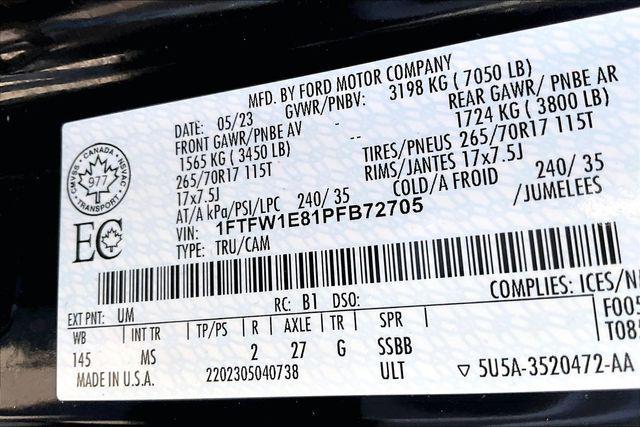 MFD. BY FORD MOTOR COMPANY
DATE: 05/23 GVWR/PNBV: 3198 KG ( 7050 LB)
FRONT GAWR/PNBE AV - REAR GAWR/ PNBE AR
1565 KG ( 3450 LB) -- 1724 KG ( 3800 LB)
265/70R17 115T TIRES/PNEUS 265/70R17 115T
17x7.5J RIMS/JANTES 17x7.5J
AT/A kPa/PSI/LPC 240/ 35 COLD/A FROID 240/ 35
VIN: 1FTFW1E81PFB72705 /JUMELEES
TYPE: TRU/CAM
CANADA
CMVSS NSVAC
977
TRANSPORT
EC
COMPLIES: ICES/N
EXT PNT: UM RC: B1 DSO: F005
WB INT TR TP/PS R AXLE TR SPR
145 MS 2 27 G SSBB
MADE IN U.S.A. 2202305040738 ULT ▽ 5U5A-3520472-AA